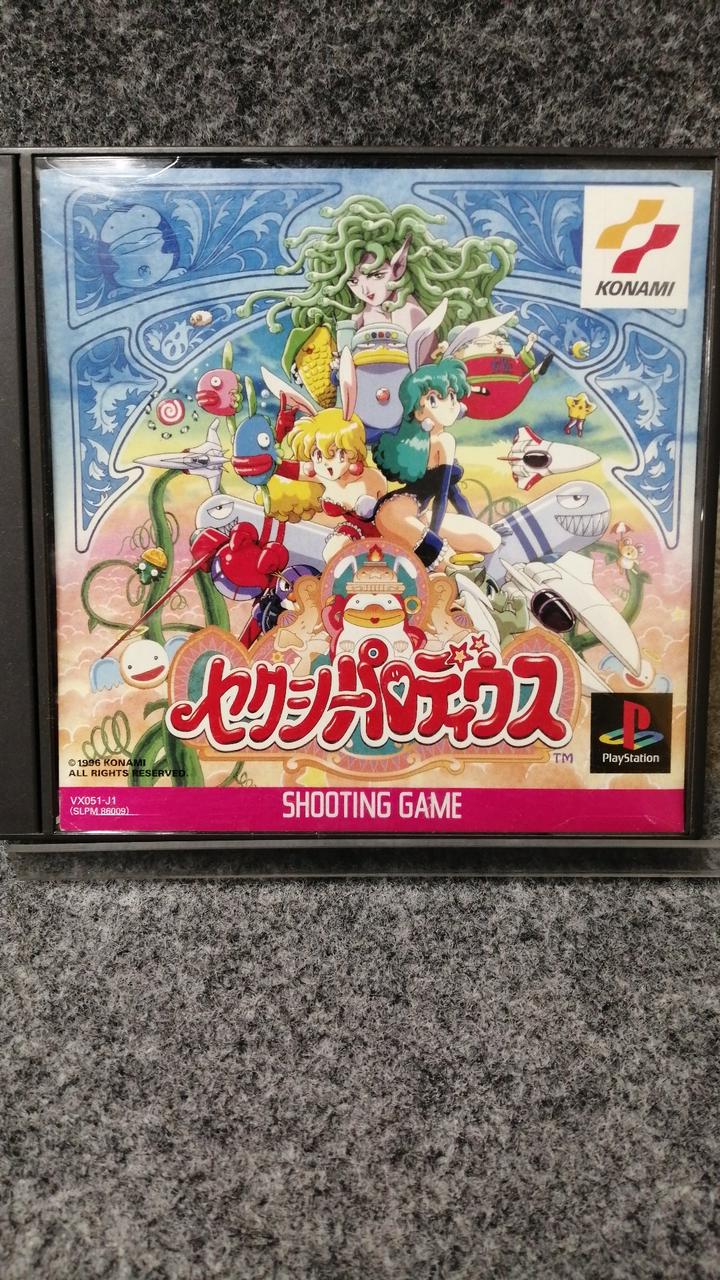 KONAMI
セクシーパロディウス
TM
PlayStation
©1996 KONAMI
ALL RIGHTS RESERVED.
VX051-J1
(SLPM 86009)
SHOOTING GAME